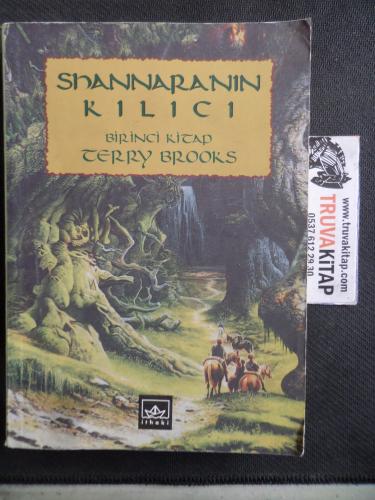 SHANNARANIN
KILICI
BİRİNCİ KİTAP
TERRY BROOKS
ithaki
www.truvakitap.com
TRUVAKİTAP
0537 612 29 30